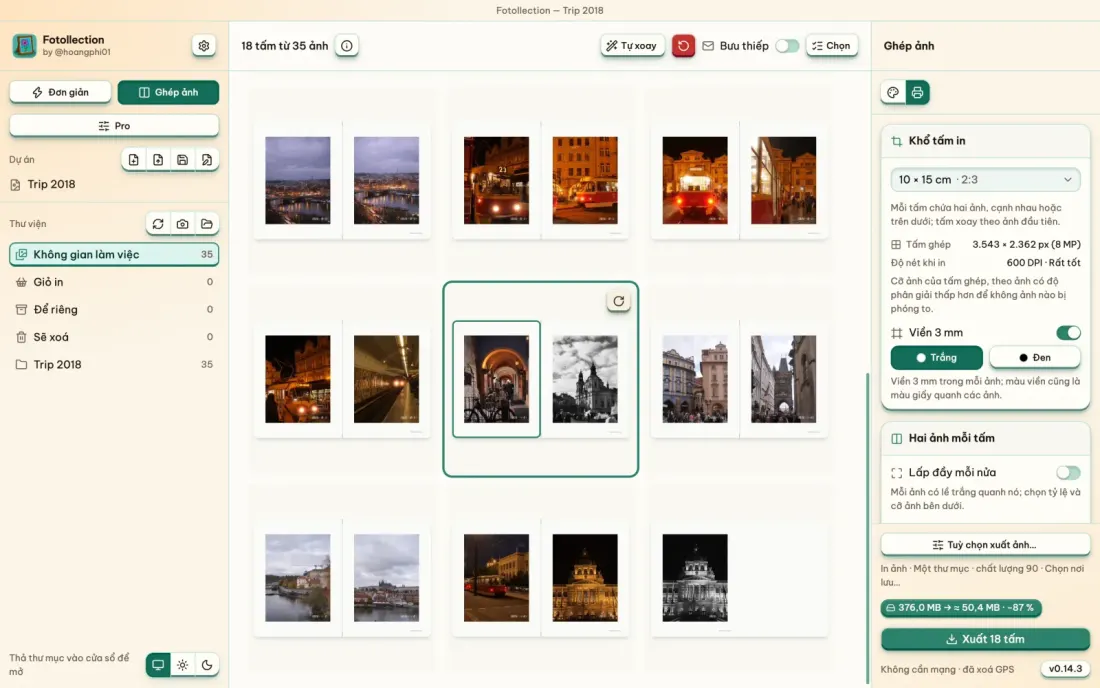 Fotollection — Trip 2018
Fotollection
by @hoangphi01
Đơn giản
Ghép ảnh
Pro
Dự án
Trip 2018
Thư viện
Không gian làm việc 35
Giỏ in 0
Để riêng 0
Sẽ xoá 0
Trip 2018 35
Thả thư mục vào cửa sổ để
mở
18 tấm từ 35 ảnh
Tự xoay
Bưu thiếp
Chọn
23
Ghép ảnh
Khổ tấm in
10 × 15 cm · 2:3
Mỗi tấm chứa hai ảnh, cạnh nhau hoặc
trên dưới; tấm xoay theo ảnh đầu tiên.
Tấm ghép 3.543 × 2.362 px (8 MP)
Độ nét khi in 600 DPI · Rất tốt
Cỡ ảnh của tấm ghép, theo ảnh có độ
phân giải thấp hơn để không ảnh nào bị
phóng to.
Viền 3 mm
Trắng
Đen
Viền 3 mm trong mỗi ảnh; màu viền cũng là
màu giấy quanh các ảnh.
Hai ảnh mỗi tấm
Lấp đầy mỗi nửa
Mỗi ảnh có lề trắng quanh nó; chọn tỷ lệ và
cỡ ảnh bên dưới.
Tuỳ chọn xuất ảnh...
In ảnh · Một thư mục · chất lượng 90 · Chọn nơi
lưu...
376,0 MB → ≈ 50,4 MB · −87 %
Xuất 18 tấm
Không cần mạng · đã xoá GPS
v0.14.3